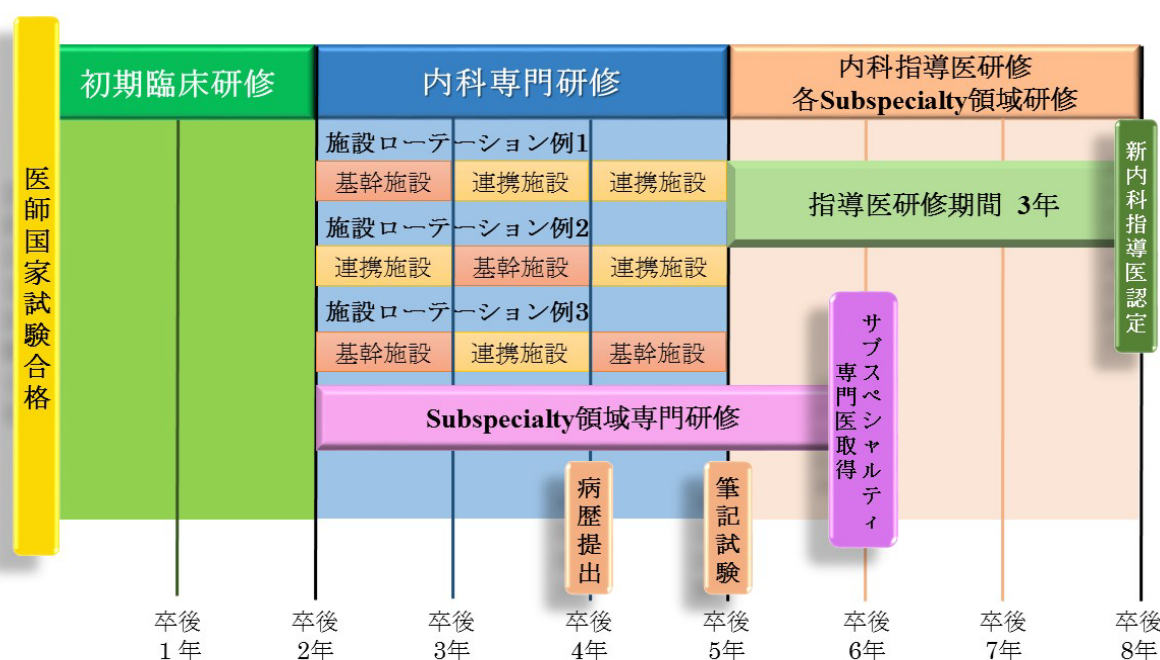 医師国家試験合格
初期臨床研修
内科専門研修
内科指導医研修
各Subspecialty領域研修
施設ローテーション例1
基幹施設
連携施設
連携施設
施設ローテーション例2
連携施設
基幹施設
連携施設
施設ローテーション例3
基幹施設
連携施設
基幹施設
指導医研修期間 3年
新内科指導医認定
Subspecialty領域専門研修
サブスペシャルティ
専門医取得
病歴提出
筆記試験
卒後
1年
卒後
2年
卒後
3年
卒後
4年
卒後
5年
卒後
6年
卒後
7年
卒後
8年